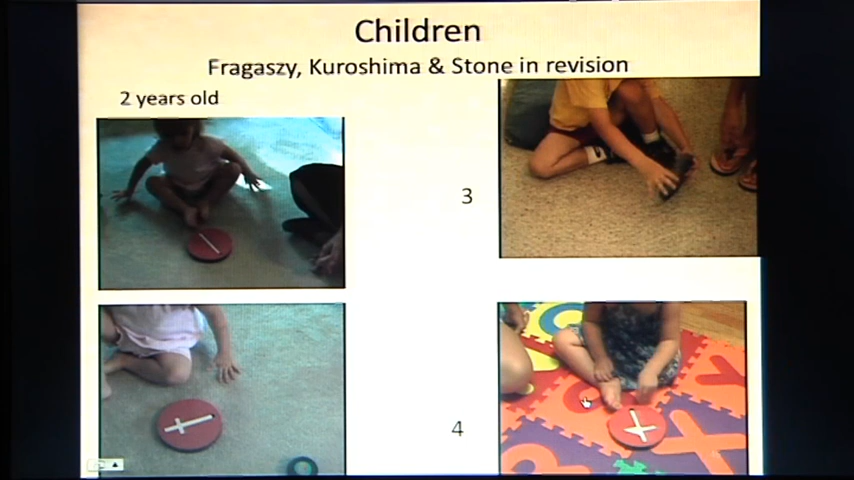 Children
Fragaszy, Kuroshima & Stone in revision
2 years old
3
4